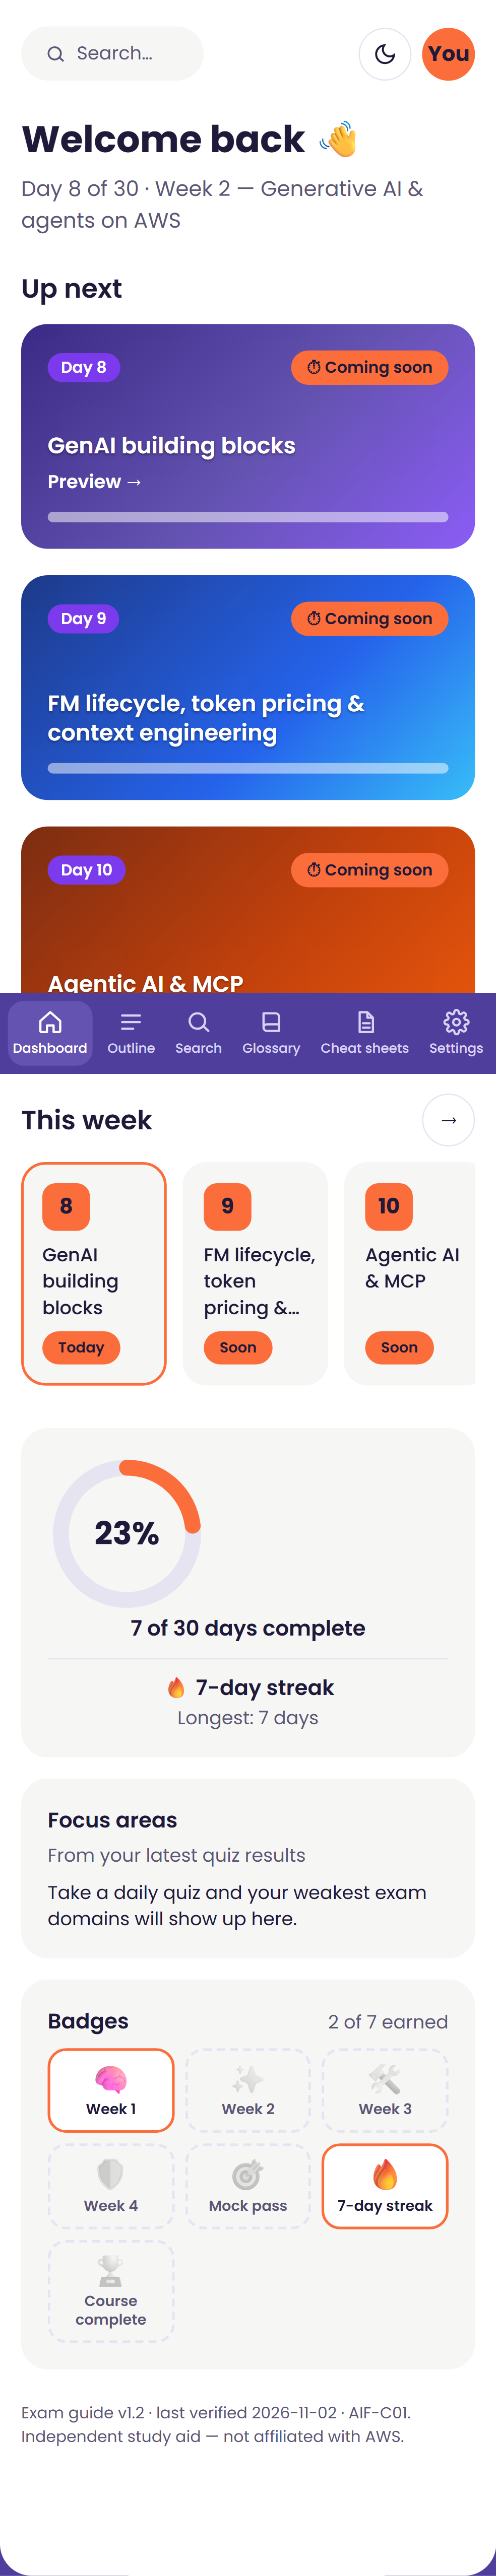 Search...
You
Welcome back 👋
Day 8 of 30 · Week 2 — Generative AI &
agents on AWS
Up next
Day 8
⏱ Coming soon
GenAI building blocks
Preview →
Day 9
⏱ Coming soon
FM lifecycle, token pricing &
context engineering
Day 10
⏱ Coming soon
Agentic AI & MCP
Dashboard
Outline
Search
Glossary
Cheat sheets
Settings
This week
→
8
GenAI
building
blocks
Today
9
FM lifecycle,
token
pricing &...
Soon
10
Agentic AI
& MCP
Soon
23%
7 of 30 days complete
🔥 7-day streak
Longest: 7 days
Focus areas
From your latest quiz results
Take a daily quiz and your weakest exam
domains will show up here.
Badges
2 of 7 earned
Week 1
Week 2
Week 3
Week 4
Mock pass
7-day streak
Course
complete
Exam guide v1.2 · last verified 2026-11-02 · AIF-C01.
Independent study aid — not affiliated with AWS.